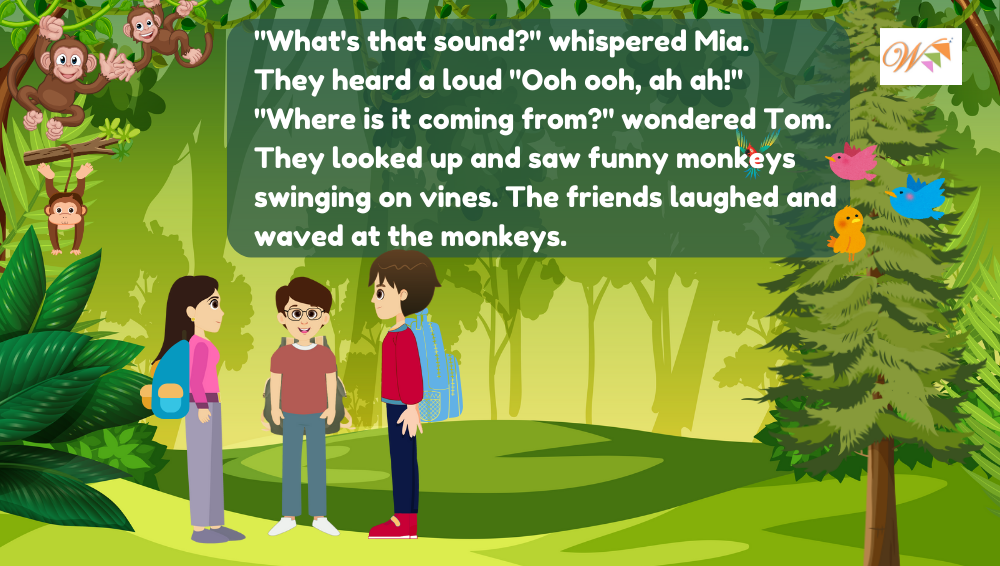 "What's that sound?" whispered Mia.
They heard a loud "Ooh ooh, ah ah!"
"Where is it coming from?" wondered Tom.
They looked up and saw funny monkeys
swinging on vines. The friends laughed and
waved at the monkeys.
W